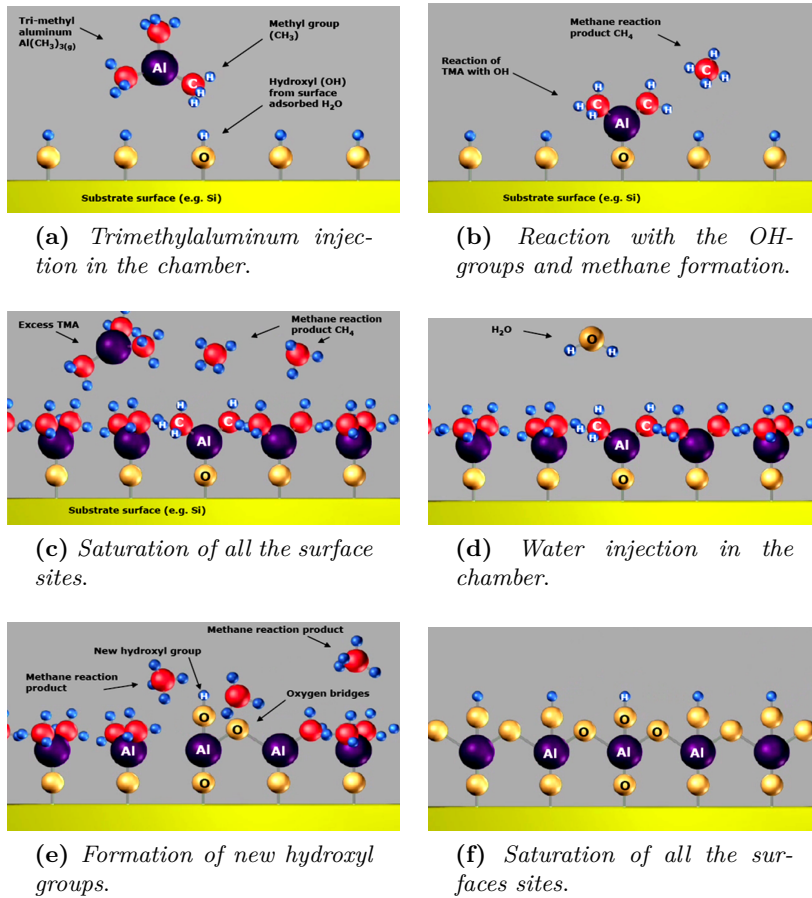 Tri-methyl
aluminum
Al(CH₃)₃₍g₎
Methyl group
(CH₃)
Hydroxyl (OH)
from surface
adsorbed H₂O
Al
H
C
H
H
H
O
Substrate surface (e.g. Si)
(a) Trimethylaluminum injec-
tion in the chamber.
Methane reaction
product CH₄
Reaction of
TMA with OH
H
H
C
H
H
H
C
H
H
C
H
H
Al
O
Substrate surface (e.g. Si)
(b) Reaction with the OH-
groups and methane formation.
Excess TMA
Methane reaction
product CH₄
H
H
H
C
C
H
Al
O
Substrate surface (e.g. Si)
(c) Saturation of all the surface
sites.
H₂O
O
H
H
H
H
H
C
C
H
Al
O
(d) Water injection in the
chamber.
Methane reaction product
New hydroxyl group
Methane reaction
product
Oxygen bridges
H
O
O
Al
Al
Al
O
(e) Formation of new hydroxyl
groups.
H
O
O
O
O
Al
Al
Al
O
(f) Saturation of all the sur-
faces sites.